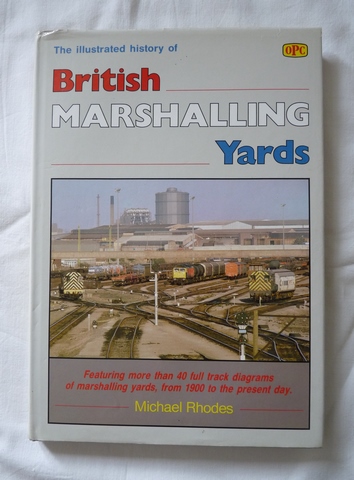 The illustrated history of
OPC
British
MARSHALLING
Yards
Featuring more than 40 full track diagrams
of marshalling yards, from 1900 to the present day.
Michael Rhodes